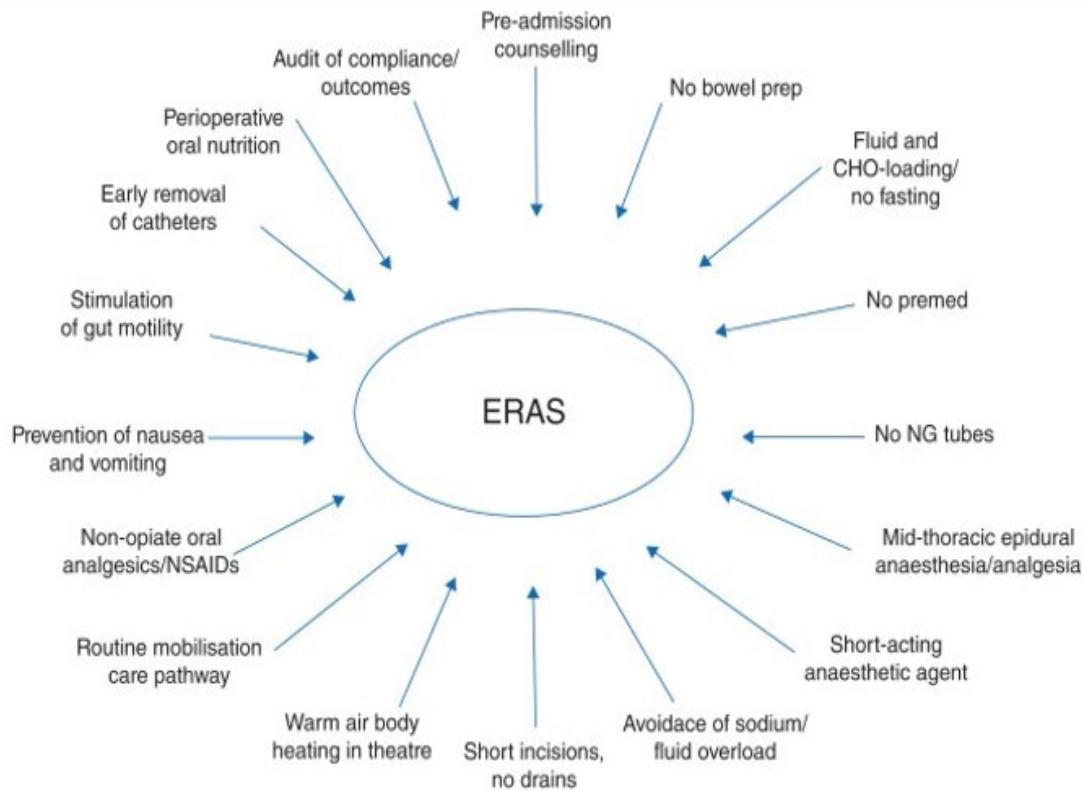 Pre-admission
counselling
No bowel prep
Fluid and
CHO-loading/
no fasting
No premed
No NG tubes
Mid-thoracic epidural
anaesthesia/analgesia
Short-acting
anaesthetic agent
Avoidace of sodium/
fluid overload
Short incisions,
no drains
Warm air body
heating in theatre
Routine mobilisation
care pathway
Non-opiate oral
analgesics/NSAIDs
Prevention of nausea
and vomiting
Stimulation
of gut motility
Early removal
of catheters
Perioperative
oral nutrition
Audit of compliance/
outcomes
ERAS